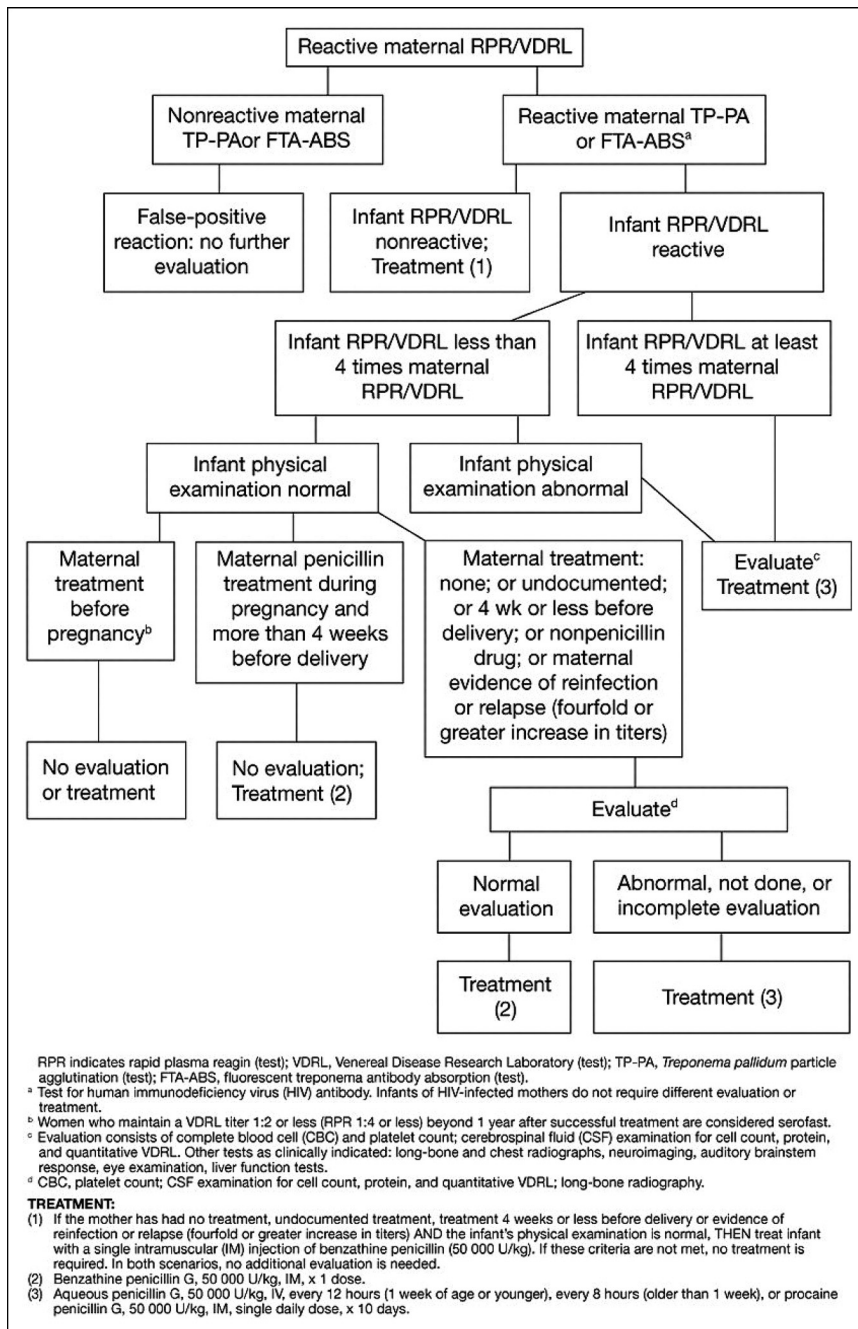 Reactive maternal RPR/VDRL
Nonreactive maternal
TP-PAor FTA-ABS
Reactive maternal TP-PA
or FTA-ABSᵃ
False-positive
reaction: no further
evaluation
Infant RPR/VDRL
nonreactive;
Treatment (1)
Infant RPR/VDRL
reactive
Infant RPR/VDRL less than
4 times maternal
RPR/VDRL
Infant RPR/VDRL at least
4 times maternal
RPR/VDRL
Infant physical
examination normal
Infant physical
examination abnormal
Maternal
treatment
before
pregnancyᵇ
Maternal penicillin
treatment during
pregnancy and
more than 4 weeks
before delivery
Maternal treatment:
none; or undocumented;
or 4 wk or less before
delivery; or nonpenicillin
drug; or maternal
evidence of reinfection
or relapse (fourfold or
greater increase in titers)
Evaluateᶜ
Treatment (3)
No evaluation
or treatment
No evaluation;
Treatment (2)
Evaluateᵈ
Normal
evaluation
Abnormal, not done, or
incomplete evaluation
Treatment
(2)
Treatment (3)
RPR indicates rapid plasma reagin (test); VDRL, Venereal Disease Research Laboratory (test); TP-PA, Treponema pallidum particle
agglutination (test); FTA-ABS, fluorescent treponema antibody absorption (test).
ᵃ Test for human immunodeficiency virus (HIV) antibody. Infants of HIV-infected mothers do not require different evaluation or
treatment.
ᵇ Women who maintain a VDRL titer 1:2 or less (RPR 1:4 or less) beyond 1 year after successful treatment are considered serofast.
ᶜ Evaluation consists of complete blood cell (CBC) and platelet count; cerebrospinal fluid (CSF) examination for cell count, protein,
and quantitative VDRL. Other tests as clinically indicated: long-bone and chest radiographs, neuroimaging, auditory brainstem
response, eye examination, liver function tests.
ᵈ CBC, platelet count; CSF examination for cell count, protein, and quantitative VDRL; long-bone radiography.
TREATMENT:
(1) If the mother has had no treatment, undocumented treatment, treatment 4 weeks or less before delivery or evidence of
reinfection or relapse (fourfold or greater increase in titers) AND the infant's physical examination is normal, THEN treat infant
with a single intramuscular (IM) injection of benzathine penicillin (50 000 U/kg). If these criteria are not met, no treatment is
required. In both scenarios, no additional evaluation is needed.
(2) Benzathine penicillin G, 50 000 U/kg, IM, x 1 dose.
(3) Aqueous penicillin G, 50 000 U/kg, IV, every 12 hours (1 week of age or younger), every 8 hours (older than 1 week), or procaine
penicillin G, 50 000 U/kg, IM, single daily dose, x 10 days.